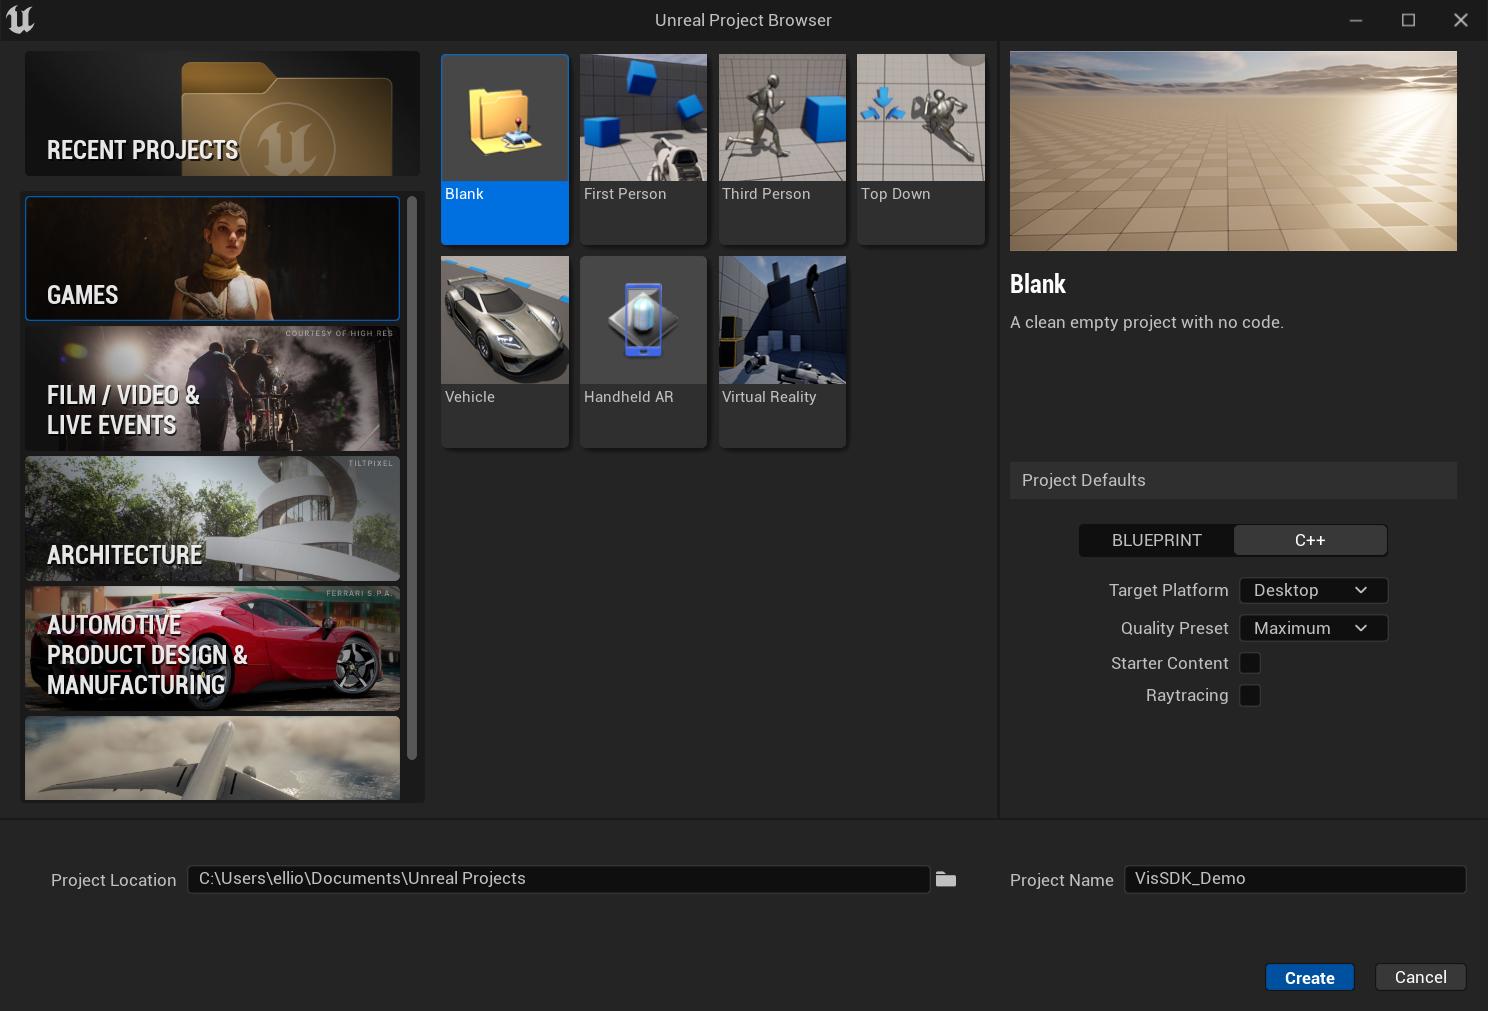 Unreal Project Browser
RECENT PROJECTS
GAMES
COURTESY OF HIGH RES
FILM / VIDEO &
LIVE EVENTS
TILTPIXEL
ARCHITECTURE
FERRARI S.P.A.
AUTOMOTIVE
PRODUCT DESIGN &
MANUFACTURING
Blank
First Person
Third Person
Top Down
Vehicle
Handheld AR
Virtual Reality
Blank
A clean empty project with no code.
Project Defaults
BLUEPRINT
C++
Target Platform
Desktop
Quality Preset
Maximum
Starter Content
Raytracing
Project Location
C:\Users\ellio\Documents\Unreal Projects
Project Name
VisSDK_Demo
Create
Cancel